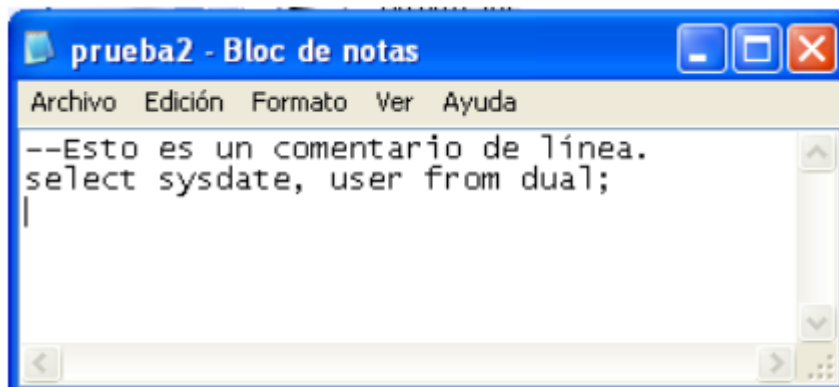 prueba2 - Bloc de notas
Archivo Edición Formato Ver Ayuda
--Esto es un comentario de línea.
select sysdate, user from dual;